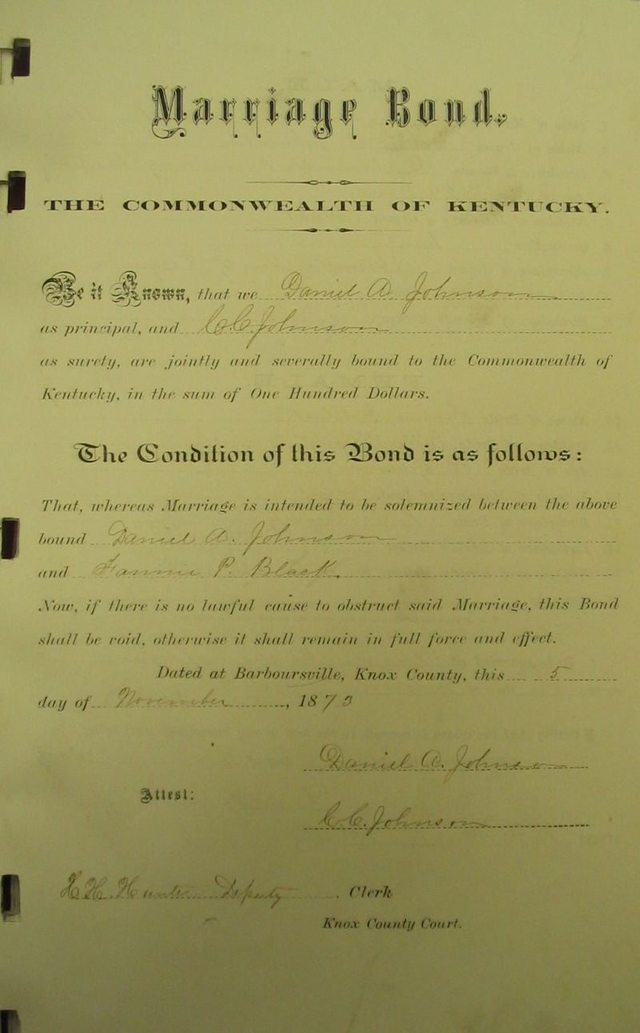 Marriage Bond.
THE COMMONWEALTH OF KENTUCKY.
Be it Known, that we Daniel A. Johnson
as principal, and C C Johnson
as surety, are jointly and severally bound to the Commonwealth of
Kentucky, in the sum of One Hundred Dollars.
The Condition of this Bond is as follows:
That, whereas Marriage is intended to be solemnized between the above
bound Daniel A. Johnson
and Fannie P. Black.
Now, if there is no lawful cause to obstruct said Marriage, this Bond
shall be void, otherwise it shall remain in full force and effect.
Dated at Barboursville, Knox County, this 5
day of November, 1873
Daniel A. Johnson
Attest:
C C. Johnson
H. H. Hunter Deputy Clerk
Knox County Court.